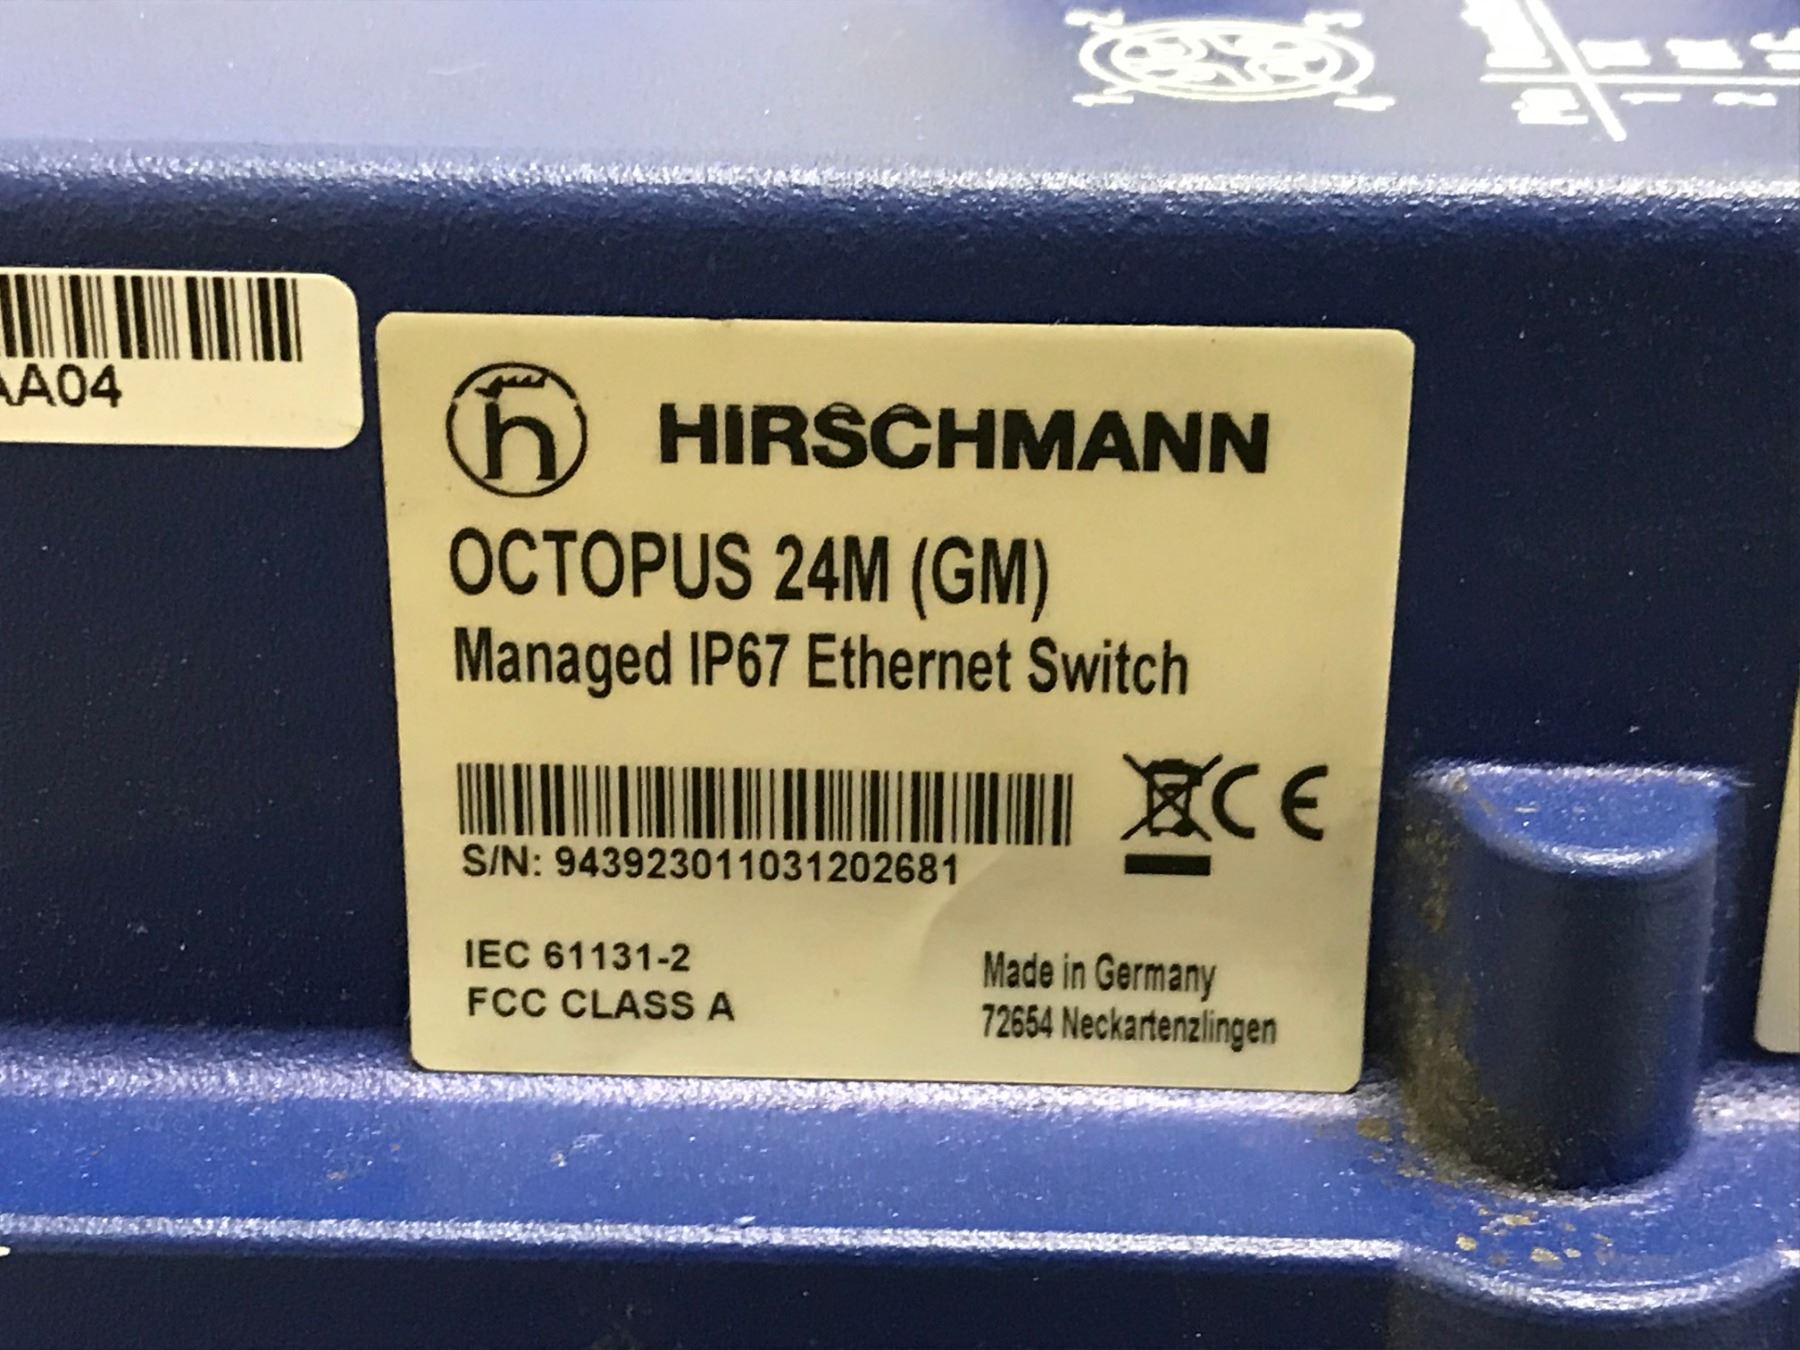 AA04
HIRSCHMANN
OCTOPUS 24M (GM)
Managed IP67 Ethernet Switch
CE
S/N: 943923011031202681
IEC 61131-2
FCC CLASS A
Made in Germany
72654 Neckartenzlingen